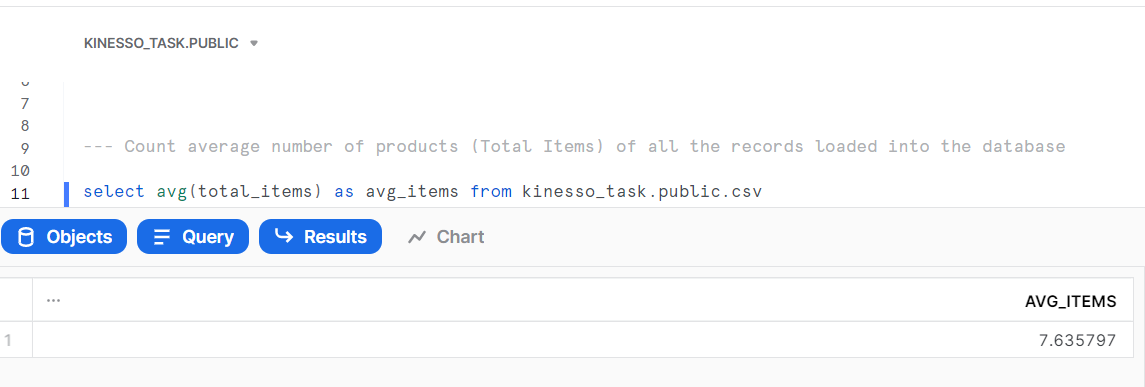 KINESSO_TASK.PUBLIC
7
8
9 --- Count average number of products (Total Items) of all the records loaded into the database
10
11 select avg(total_items) as avg_items from kinesso_task.public.csv
Objects Query Results Chart
... AVG_ITEMS
1 7.635797